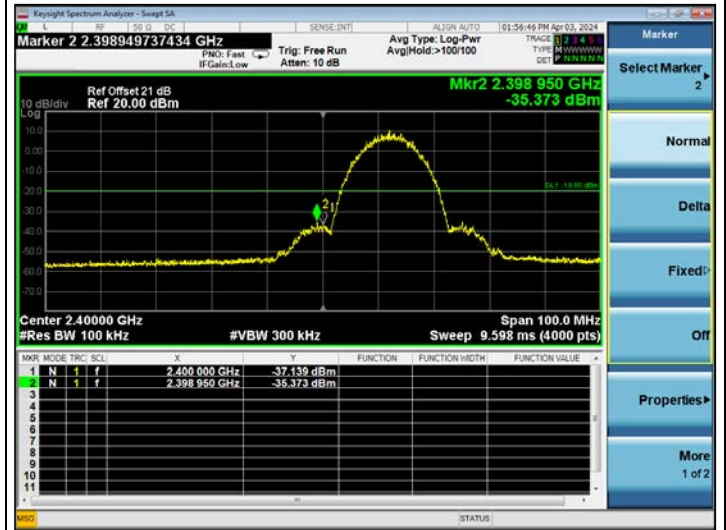 Keysight Spectrum Analyzer - Swept SA
L RF 50 Ω DC SENSE:INT ALIGN AUTO 01:56:46 PM Apr 03, 2024
Marker 2 2.398949737434 GHz
PNO: Fast
IFGain:Low
Trig: Free Run
Atten: 10 dB
Avg Type: Log-Pwr
Avg|Hold:>100/100
TRACE 1 2 3 4 5 6
TYPE M WWWWW
DET P N N N N N
Ref Offset 21 dB
Ref 20.00 dBm
10 dB/div
Log
Mkr2 2.398 950 GHz
-35.373 dBm
10.0
0.00
-10.0
-20.0
-30.0
-40.0
-50.0
-60.0
-70.0
DL1 -19.85 dBm
2
1
Center 2.40000 GHz
Span 100.0 MHz
#Res BW 100 kHz
#VBW 300 kHz
Sweep 9.598 ms (4000 pts)
MKR MODE TRC SCL X Y FUNCTION FUNCTION WIDTH FUNCTION VALUE
1 N 1 f 2.400 000 GHz -37.139 dBm
2 N 1 f 2.398 950 GHz -35.373 dBm
3
4
5
6
7
8
9
10
11
MSG
STATUS
Marker
Select Marker
2
Normal
Delta
Fixed
Off
Properties
More
1 of 2